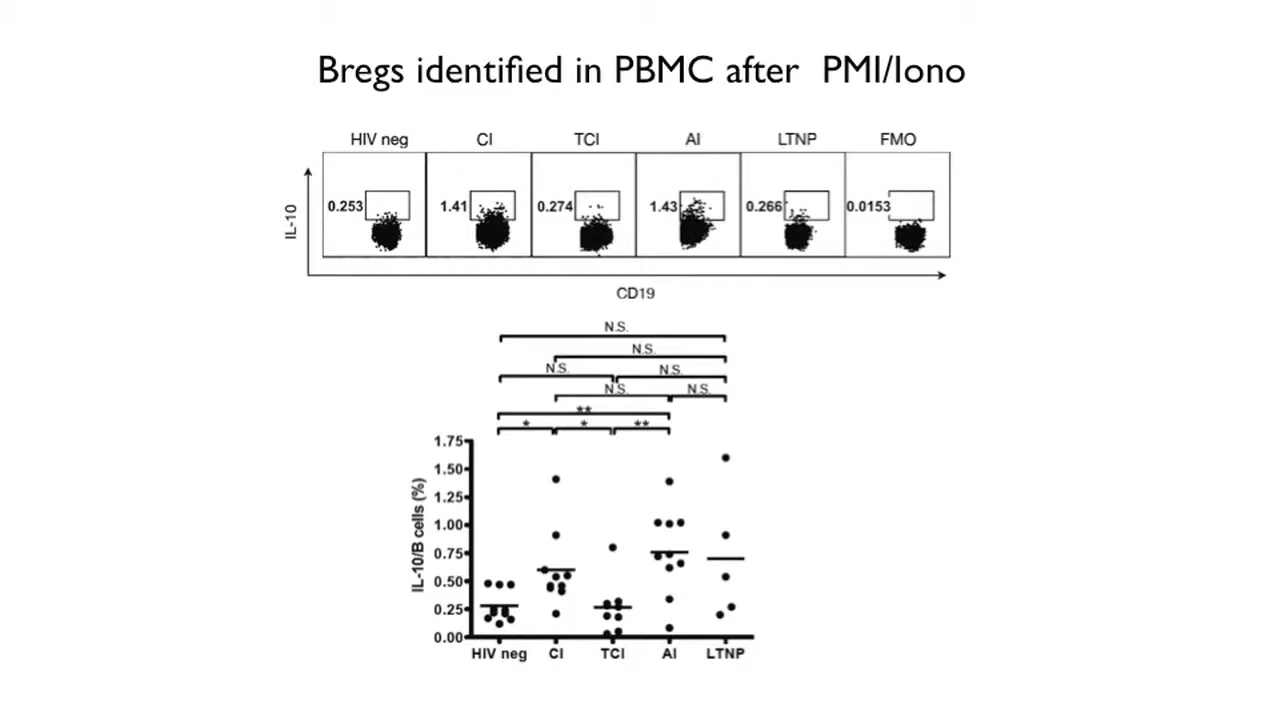 Bregs identified in PBMC after PMI/Iono
HIV neg CI TCI AI LTNP FMO
IL-10
0.253 1.41 0.274 1.43 0.266 0.0153
CD19
N.S.
N.S.
N.S. N.S.
N.S. N.S.
**
* * **
IL-10/B cells (%)
1.75
1.50
1.25
1.00
0.75
0.50
0.25
0.00
HIV neg CI TCI AI LTNP